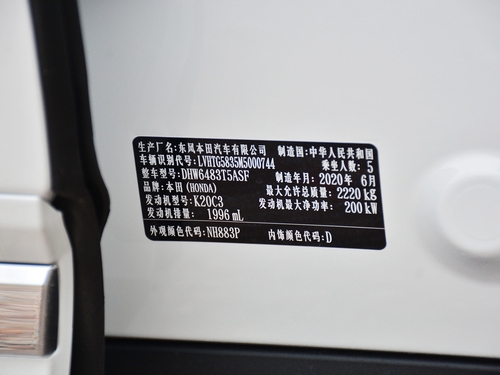 生产厂名:东风本田汽车有限公司 制造国:中华人民共和国
车辆识别代号:LVHTG5835M5000744 乘坐人数: 5
整车型号:DHW6483T5ASF 制造年月:2020年 6月
品牌:本田 (HONDA) 最大允许总质量: 2220 kg
发动机型号:K20C3 发动机最大净功率: 200 kW
发动机排量: 1996 mL
外观颜色代码:NH883P 内饰颜色代码:D